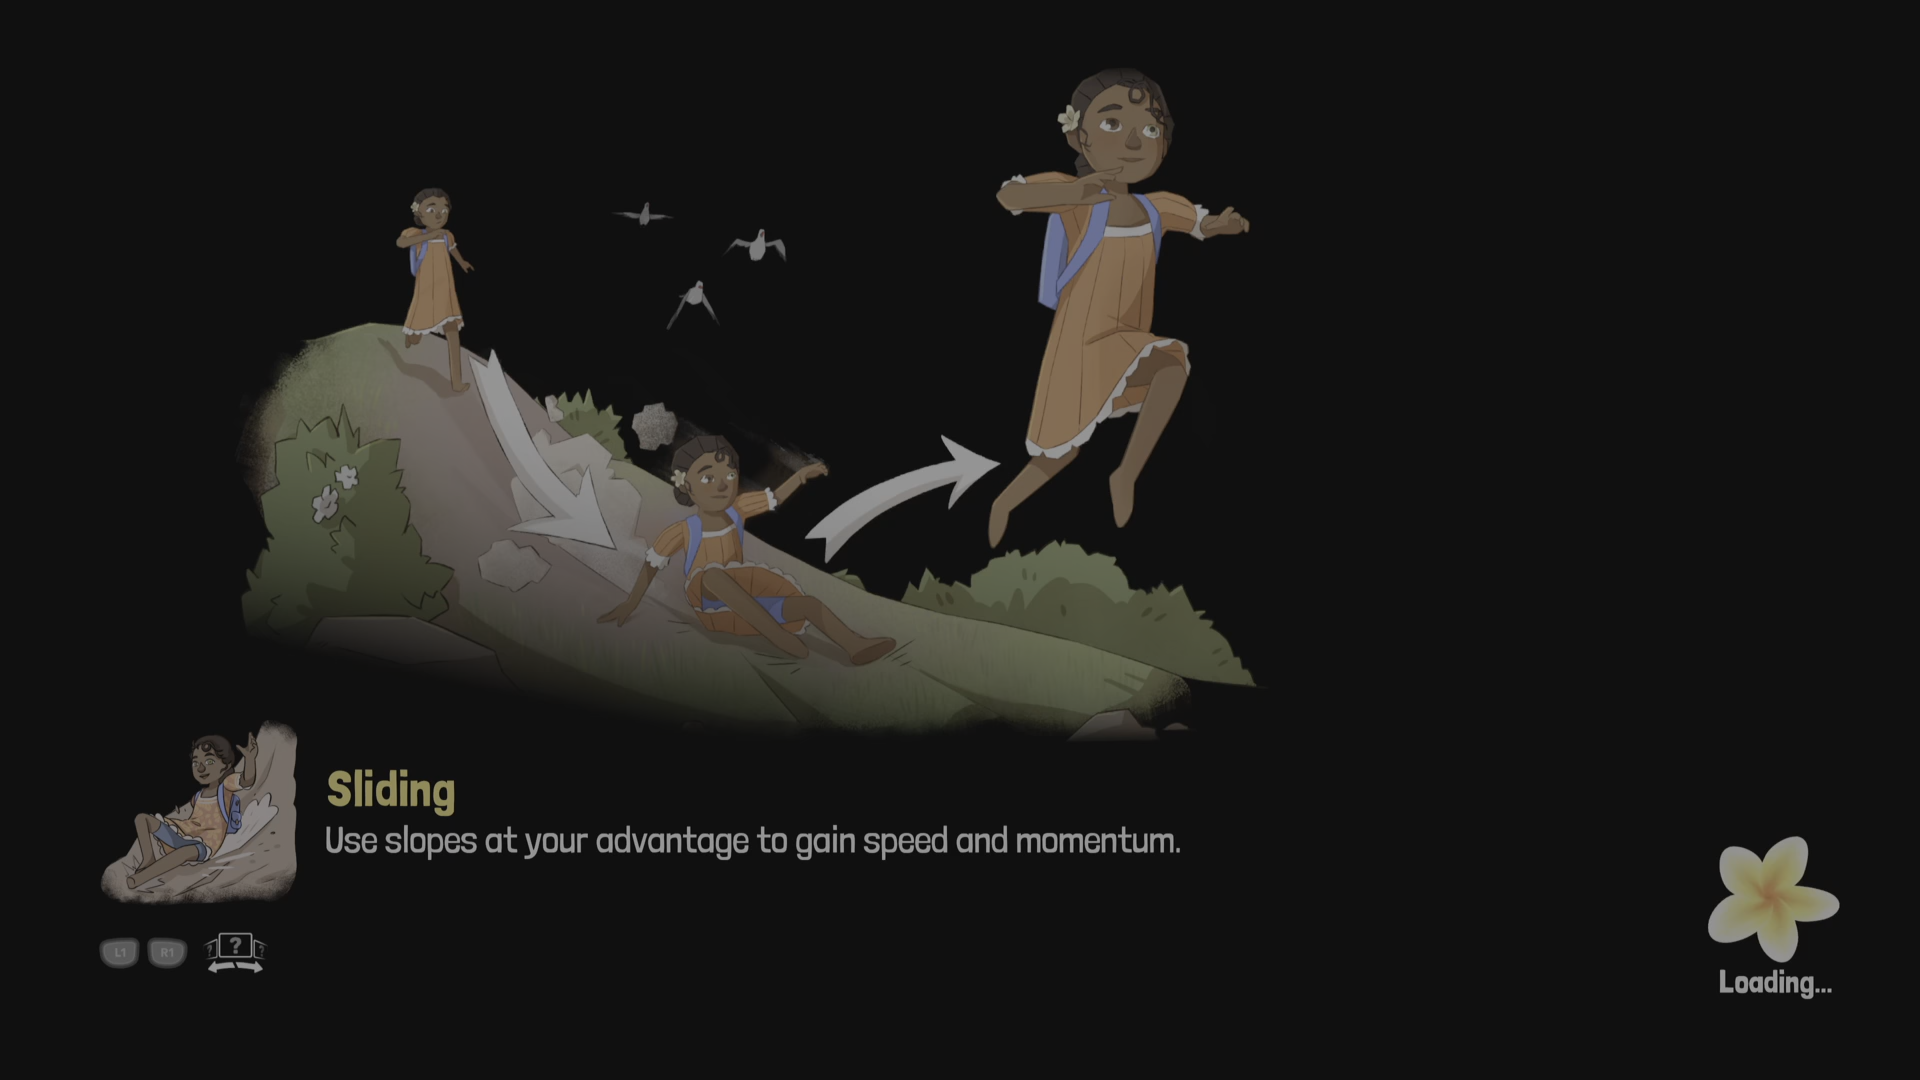 Sliding
Use slopes at your advantage to gain speed and momentum.
L1 R1 ?
Loading...